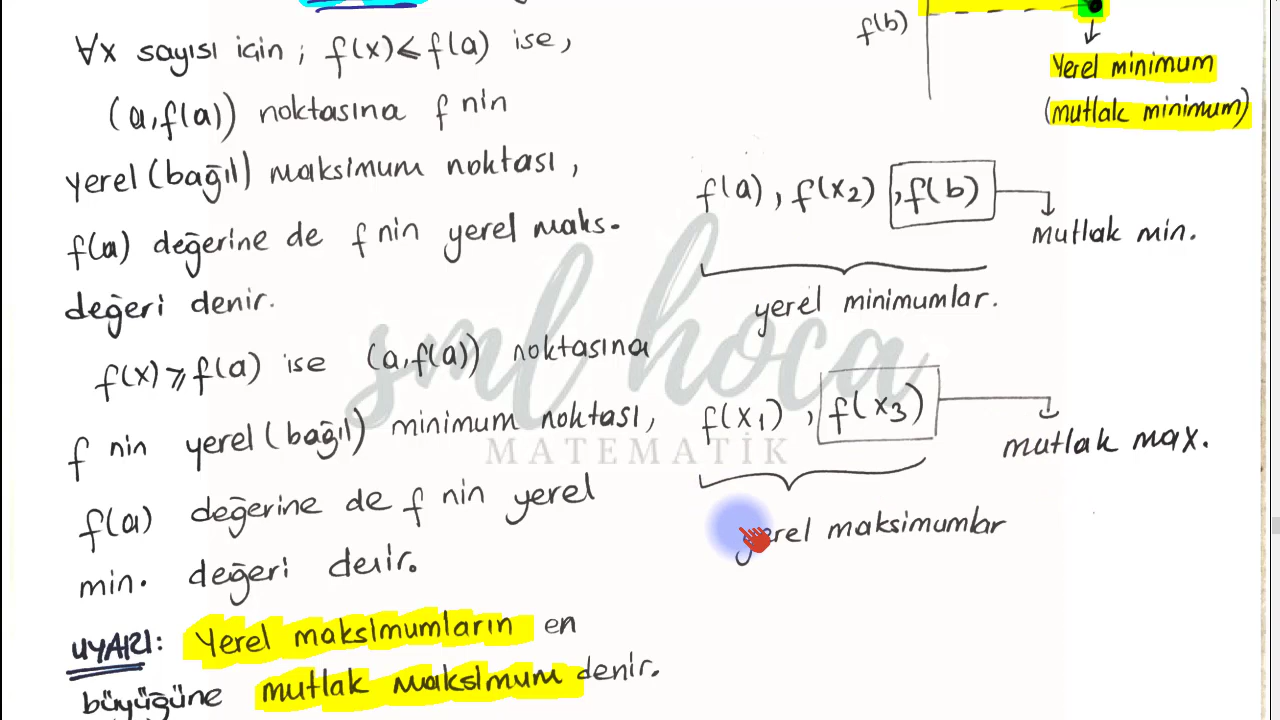 ∀x sayısı için ; f(x) ≤ f(a) ise,
(a,f(a)) noktasına f nin
yerel (bağıl) maksimum noktası,
f(a) değerine de f nin yerel maks.
değeri denir.
f(x) ⩾ f(a) ise (a,f(a)) noktasına
f nin yerel (bağıl) minimum noktası,
f(a) değerine de f nin yerel
min. değeri denir.
UYARI: Yerel maksimumların en
büyüğüne mutlak maksimum denir.
f(b)
Yerel minimum
(mutlak minimum)
f(a), f(x2) ,f(b)
mutlak min.
yerel minimumlar.
f(x1) , f(x3)
mutlak max.
yerel maksimumlar
sml hoca
MATEMATİK